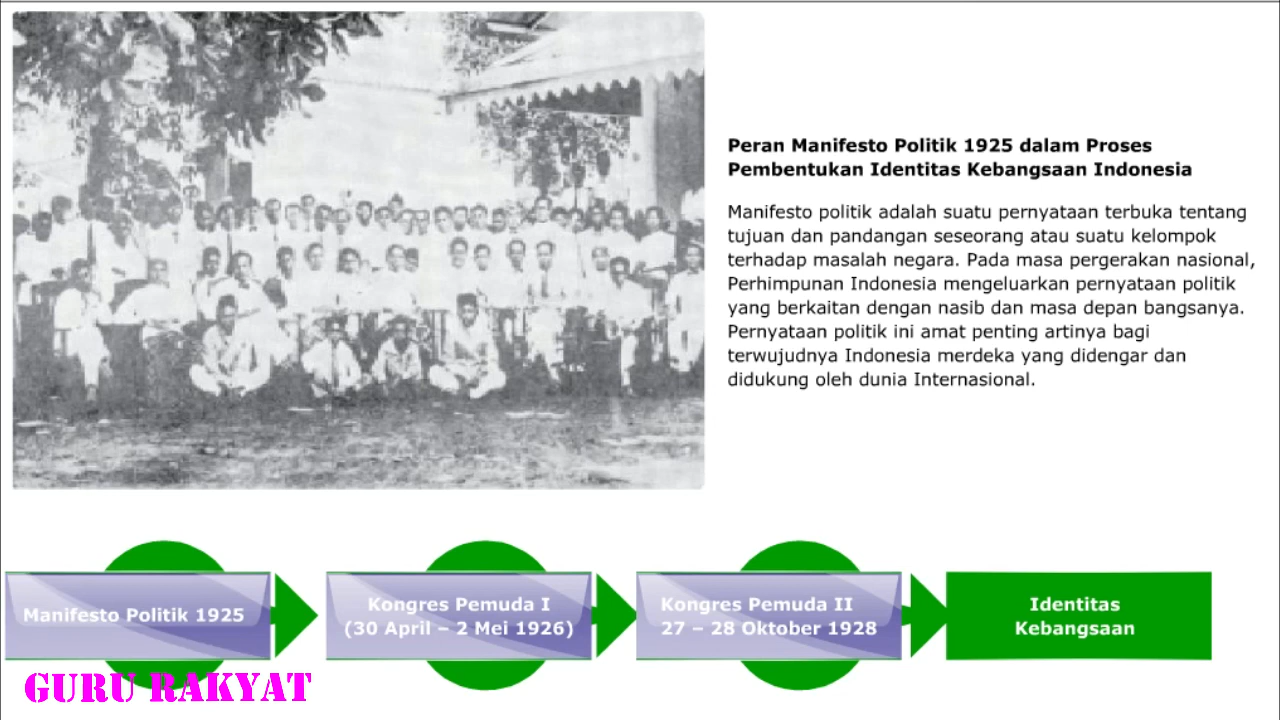 Peran Manifesto Politik 1925 dalam Proses
Pembentukan Identitas Kebangsaan Indonesia
Manifesto politik adalah suatu pernyataan terbuka tentang
tujuan dan pandangan seseorang atau suatu kelompok
terhadap masalah negara. Pada masa pergerakan nasional,
Perhimpunan Indonesia mengeluarkan pernyataan politik
yang berkaitan dengan nasib dan masa depan bangsanya.
Pernyataan politik ini amat penting artinya bagi
terwujudnya Indonesia merdeka yang didengar dan
didukung oleh dunia Internasional.
Manifesto Politik 1925
Kongres Pemuda I
(30 April – 2 Mei 1926)
Kongres Pemuda II
27 – 28 Oktober 1928
Identitas
Kebangsaan
GURU RAKYAT